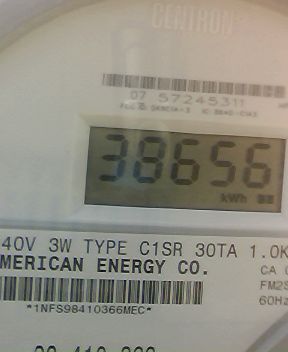 CENTRON
07 57245311
38656
kWh
40V 3W TYPE C1SR 30TA 1.0K
MERICAN ENERGY CO.
CA
FM2S
60Hz
*1NFS98410366MEC*